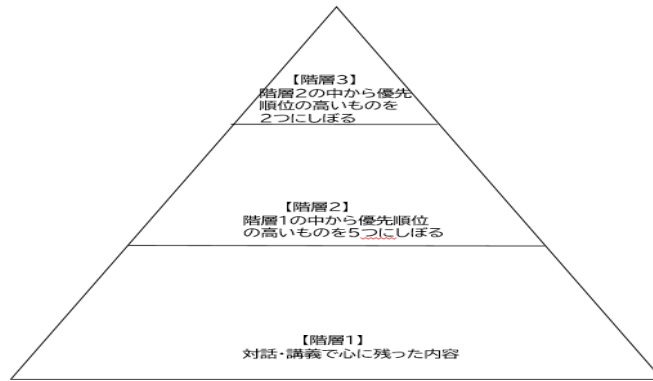 【階層3】
階層2の中から優先
順位の高いものを
2つにしぼる
【階層2】
階層1の中から優先順位
の高いものを5つにしぼる
【階層1】
対話・講義で心に残った内容